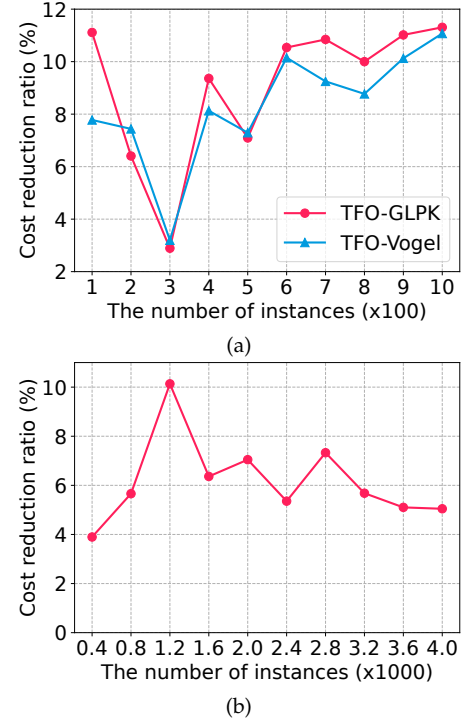 12
10
8
6
4
2
Cost reduction ratio (%)
TFO-GLPK
TFO-Vogel
1 2 3 4 5 6 7 8 9 10
The number of instances (x100)
(a)
10
8
6
4
2
0
Cost reduction ratio (%)
0.4 0.8 1.2 1.6 2.0 2.4 2.8 3.2 3.6 4.0
The number of instances (x1000)
(b)